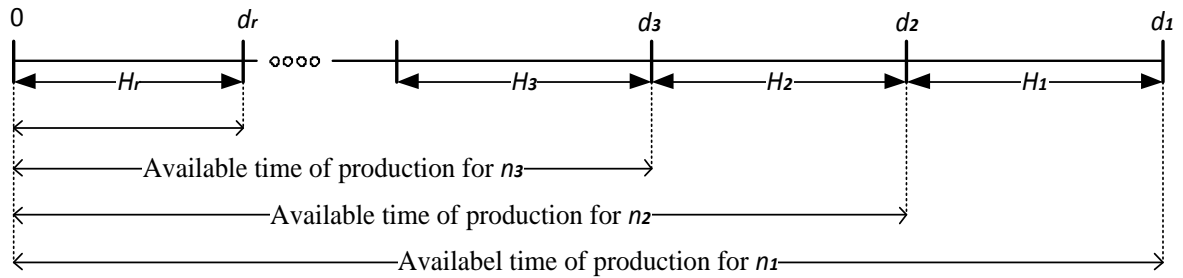 0 dr d3 d2 d1
Hr H3 H2 H1
Available time of production for n3
Available time of production for n2
Availabel time of production for n1